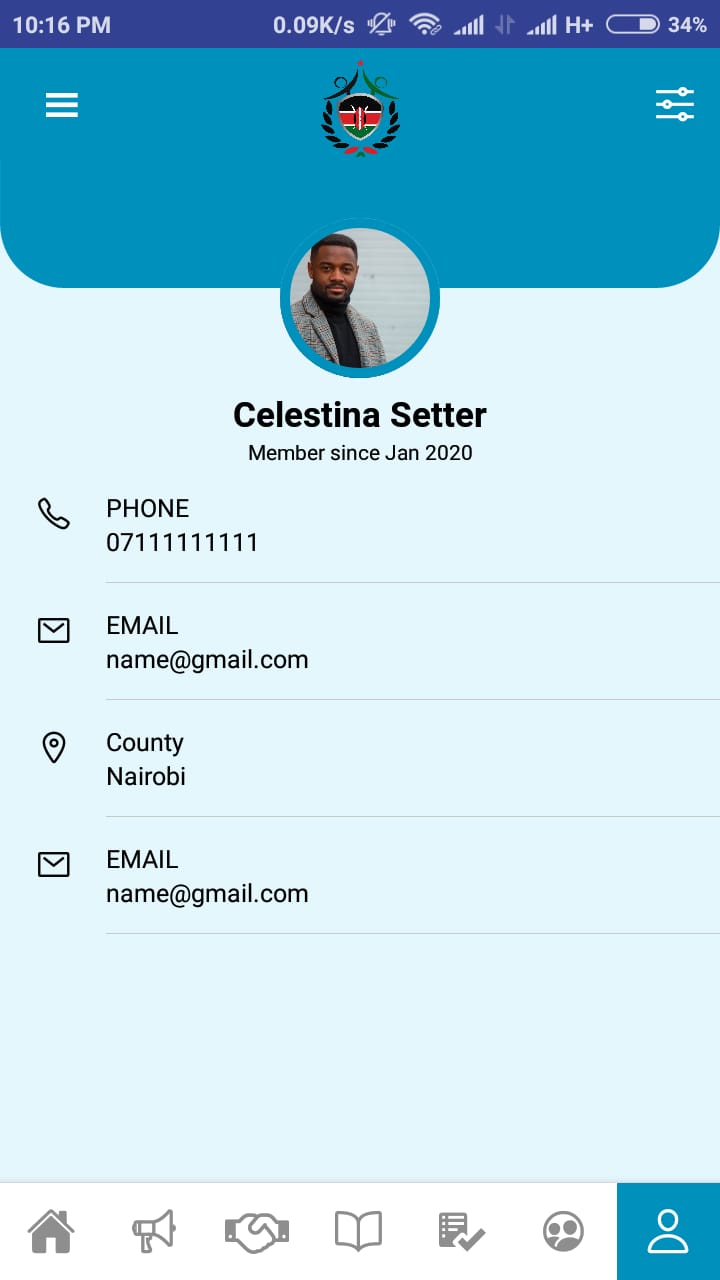 10:16 PM 0.09K/s H+ 34%
Celestina Setter
Member since Jan 2020
PHONE
07111111111
EMAIL
name@gmail.com
County
Nairobi
EMAIL
name@gmail.com